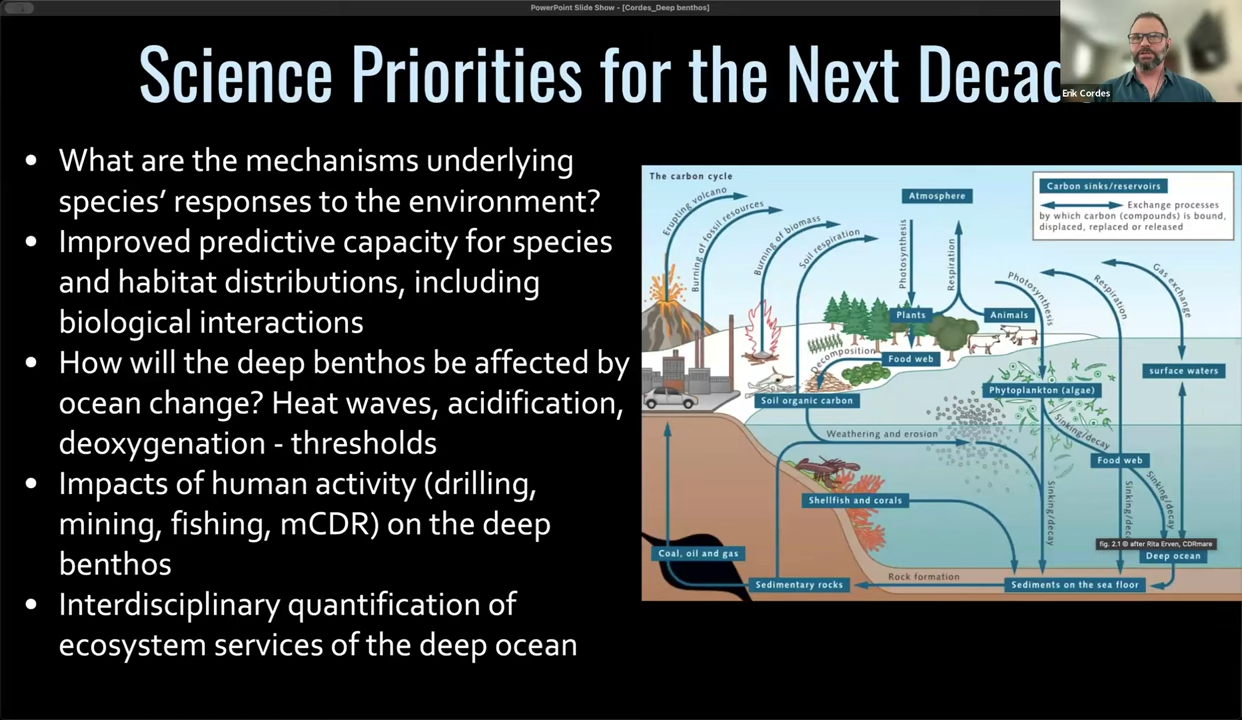 PowerPoint Slide Show - [Cordes_Deep benthos]
Science Priorities for the Next Decad
Erik Cordes
• What are the mechanisms underlying
species’ responses to the environment?
• Improved predictive capacity for species
and habitat distributions, including
biological interactions
• How will the deep benthos be affected by
ocean change? Heat waves, acidification,
deoxygenation - thresholds
• Impacts of human activity (drilling,
mining, fishing, mCDR) on the deep
benthos
• Interdisciplinary quantification of
ecosystem services of the deep ocean
The carbon cycle
Carbon sinks/reservoirs
Exchange processes
by which carbon (compounds) is bound,
displaced, replaced or released
Erupting volcano
Burning of fossil resources
Burning of biomass
Soil respiration
Atmosphere
Photosynthesis
Respiration
Photosynthesis
Respiration
Gas exchange
Plants
Animals
Decomposition
Food web
surface waters
Soil organic carbon
Phytoplankton (algae)
Weathering and erosion
Sinking/decay
Food web
Shellfish and corals
Sinking/decay
Sinking/deca
Sinking/decay
fig. 2.1 © after Rita Erven, CDRmare
Coal, oil and gas
Deep ocean
Sedimentary rocks
Rock formation
Sediments on the sea floor